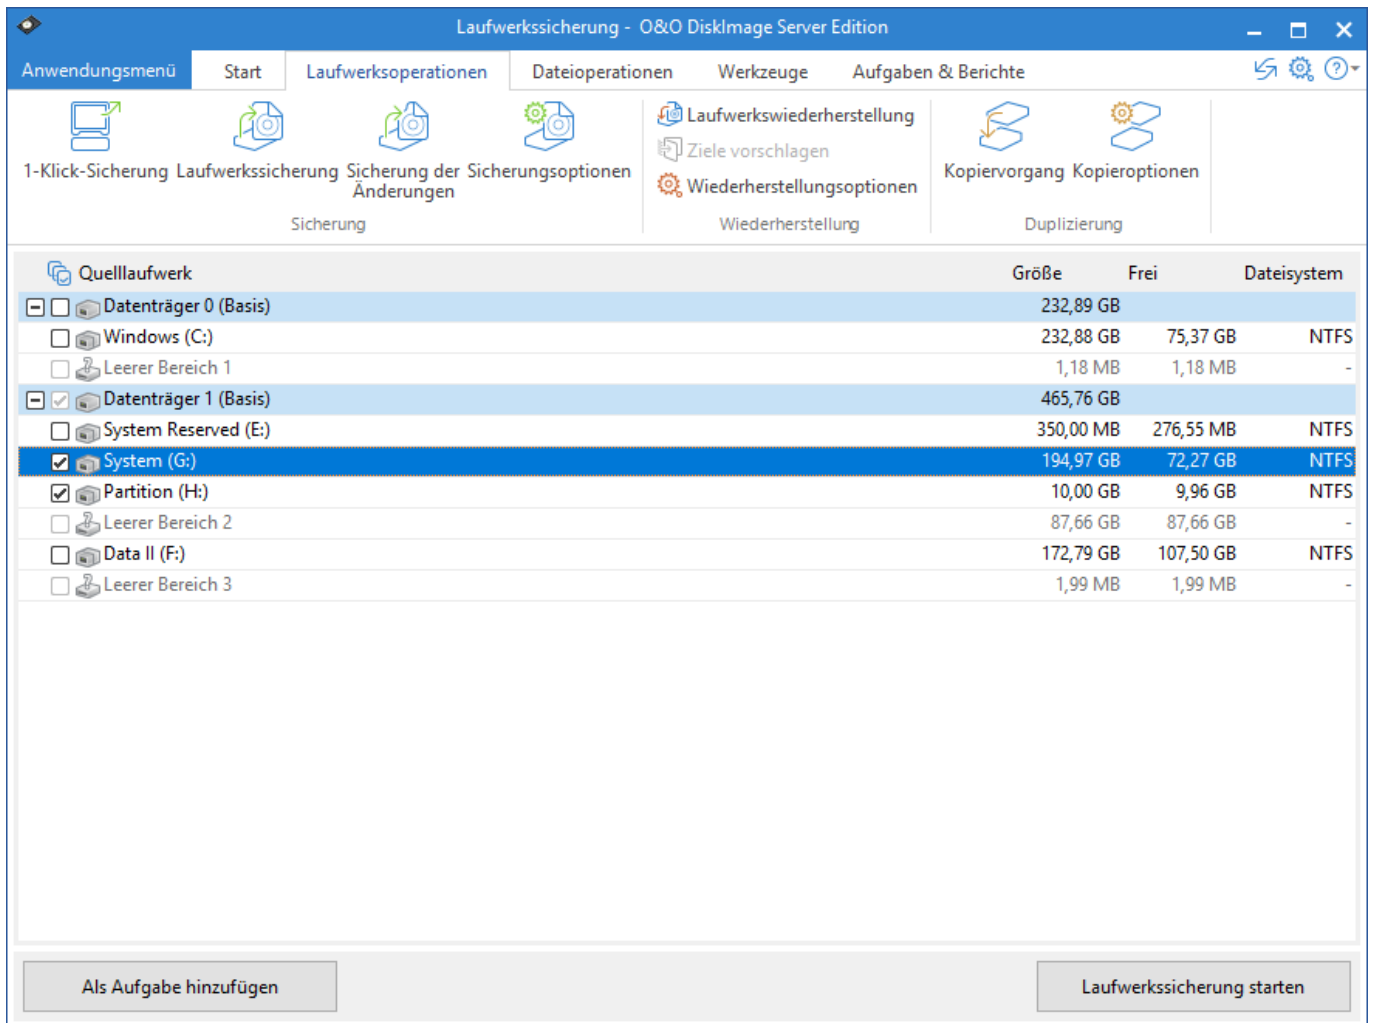 Laufwerkssicherung - O&O DiskImage Server Edition
Anwendungsmenü Start Laufwerksoperationen Dateioperationen Werkzeuge Aufgaben & Berichte
1-Klick-Sicherung Laufwerkssicherung Sicherung der Änderungen Sicherungsoptionen
Sicherung
Laufwerkswiederherstellung
Ziele vorschlagen
Wiederherstellungsoptionen
Wiederherstellung
Kopiervorgang Kopieroptionen
Duplizierung
Quelllaufwerk Größe Frei Dateisystem
Datenträger 0 (Basis) 232,89 GB
Windows (C:) 232,88 GB 75,37 GB NTFS
Leerer Bereich 1 1,18 MB 1,18 MB -
Datenträger 1 (Basis) 465,76 GB
System Reserved (E:) 350,00 MB 276,55 MB NTFS
System (G:) 194,97 GB 72,27 GB NTFS
Partition (H:) 10,00 GB 9,96 GB NTFS
Leerer Bereich 2 87,66 GB 87,66 GB -
Data II (F:) 172,79 GB 107,50 GB NTFS
Leerer Bereich 3 1,99 MB 1,99 MB -
Als Aufgabe hinzufügen Laufwerkssicherung starten